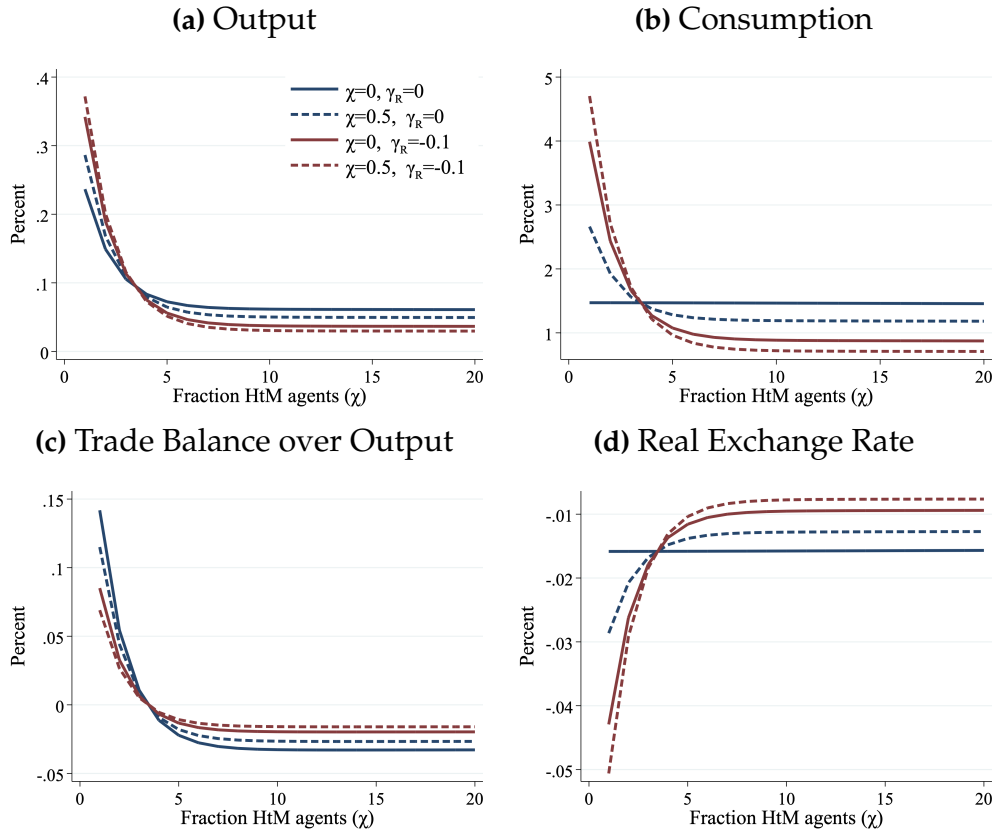 (a) Output
.4
.3
.2
.1
0
Percent
0 5 10 15 20
Fraction HtM agents (χ)
χ=0, γR=0
χ=0.5, γR=0
χ=0, γR=-0.1
χ=0.5, γR=-0.1
(b) Consumption
5
4
3
2
1
Percent
0 5 10 15 20
Fraction HtM agents (χ)
(c) Trade Balance over Output
.15
.1
.05
0
-.05
Percent
0 5 10 15 20
Fraction HtM agents (χ)
(d) Real Exchange Rate
-.01
-.02
-.03
-.04
-.05
Percent
0 5 10 15 20
Fraction HtM agents (χ)